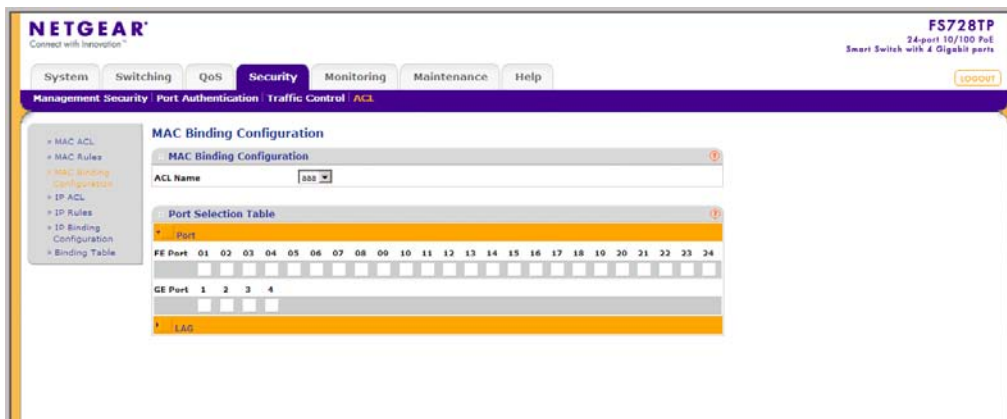 NETGEAR
Connect with Innovation™
FS728TP
24-port 10/100 PoE
Smart Switch with 4 Gigabit ports
System Switching QoS Security Monitoring Maintenance Help
LOGOUT
Management Security Port Authentication Traffic Control ACL
» MAC ACL
» MAC Rules
» MAC Binding
Configuration
» IP ACL
» IP Rules
» IP Binding
Configuration
» Binding Table
MAC Binding Configuration
MAC Binding Configuration
ACL Name aaa
Port Selection Table
Port
FE Port 01 02 03 04 05 06 07 08 09 10 11 12 13 14 15 16 17 18 19 20 21 22 23 24
GE Port 1 2 3 4
LAG